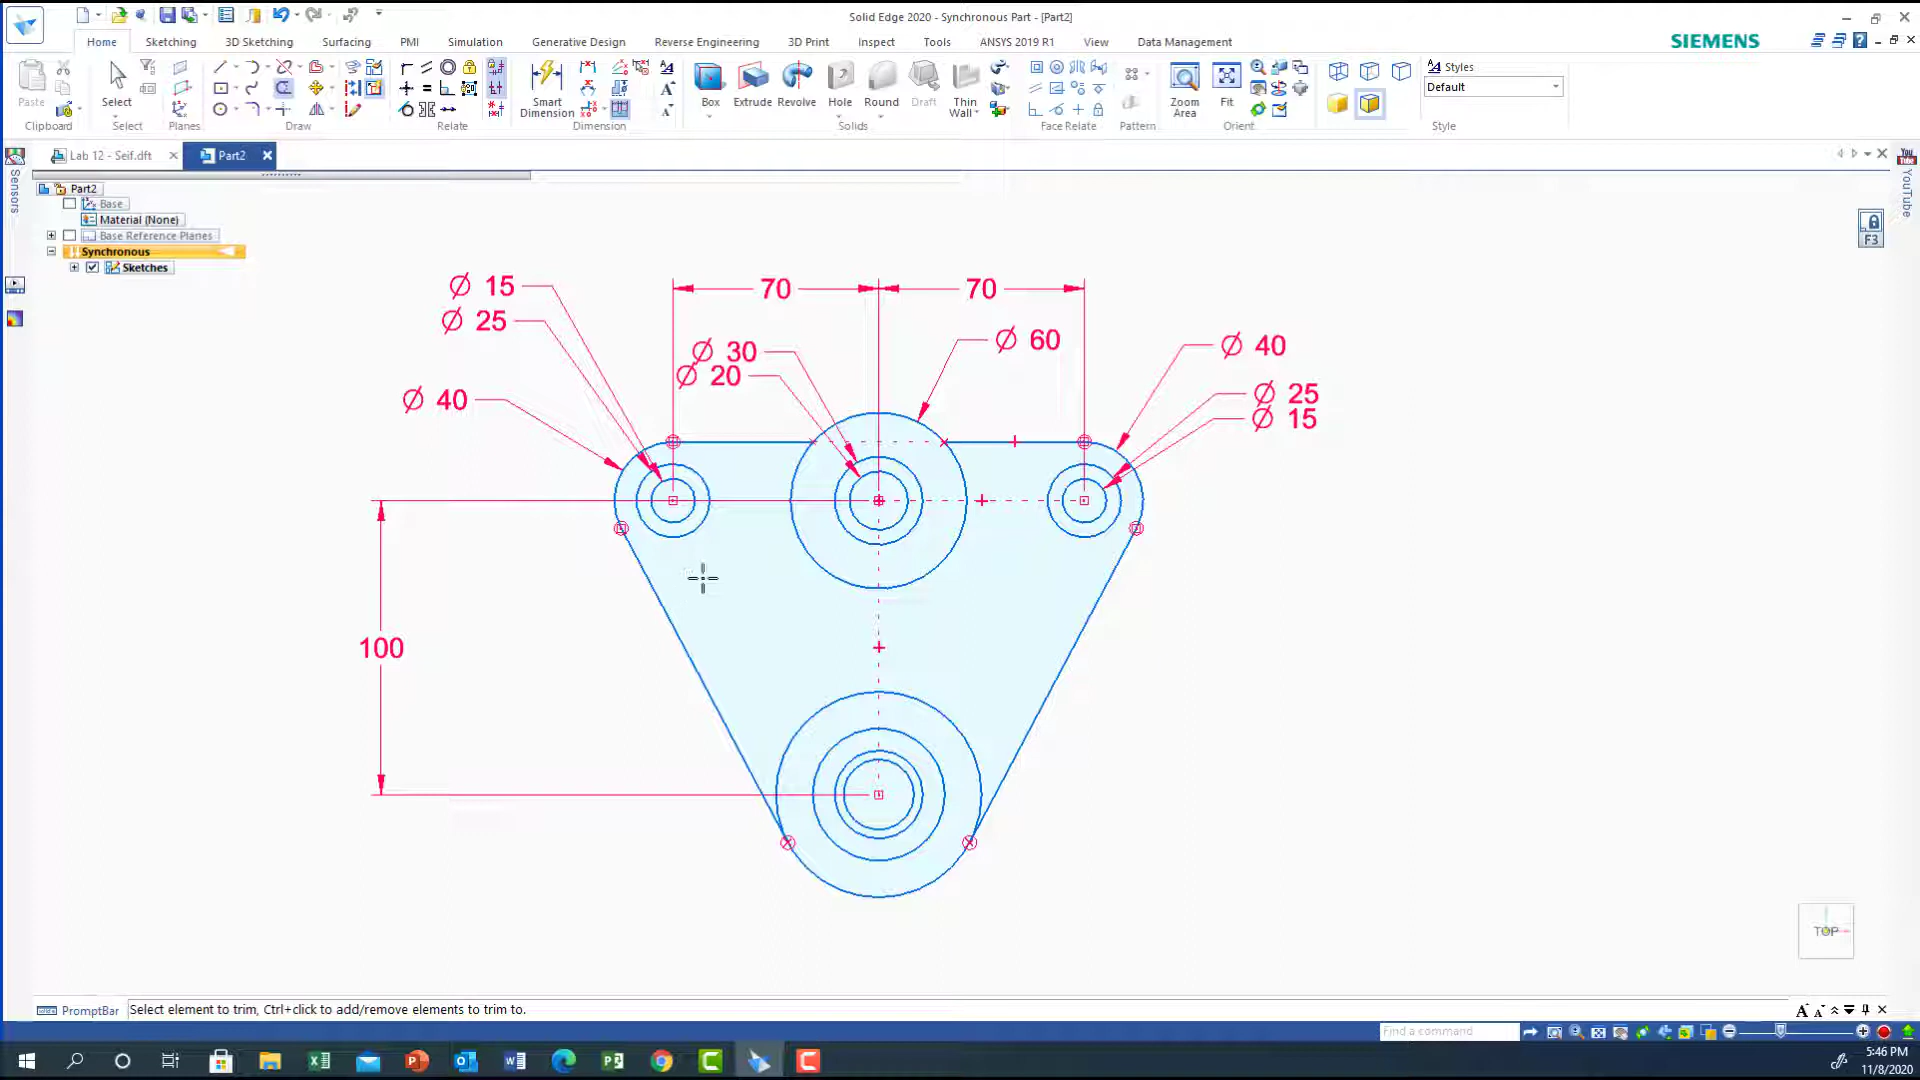 Solid Edge 2020 - Synchronous Part - [Part2]
Home Sketching 3D Sketching Surfacing PMI Simulation Generative Design Reverse Engineering 3D Print Inspect Tools ANSYS 2019 R1 View Data Management
SIEMENS
Paste
Clipboard
Select
Select
Planes
Draw
Relate
Smart Dimension
Dimension
Box Extrude Revolve Hole Round Draft Thin Wall
Solids
Face Relate
Pattern
Zoom Area Fit
Orient
Styles
Default
Style
Lab 12 - Seif.dft
Part2
Sensors
YouTube
Part2
Base
Material (None)
Base Reference Planes
Synchronous
Sketches
F3
Ø 15
Ø 25
Ø 40
70
70
Ø 30
Ø 20
Ø 60
Ø 40
Ø 25
Ø 15
100
TOP
PromptBar
Select element to trim, Ctrl+click to add/remove elements to trim to.
Find a command
5:46 PM
11/8/2020